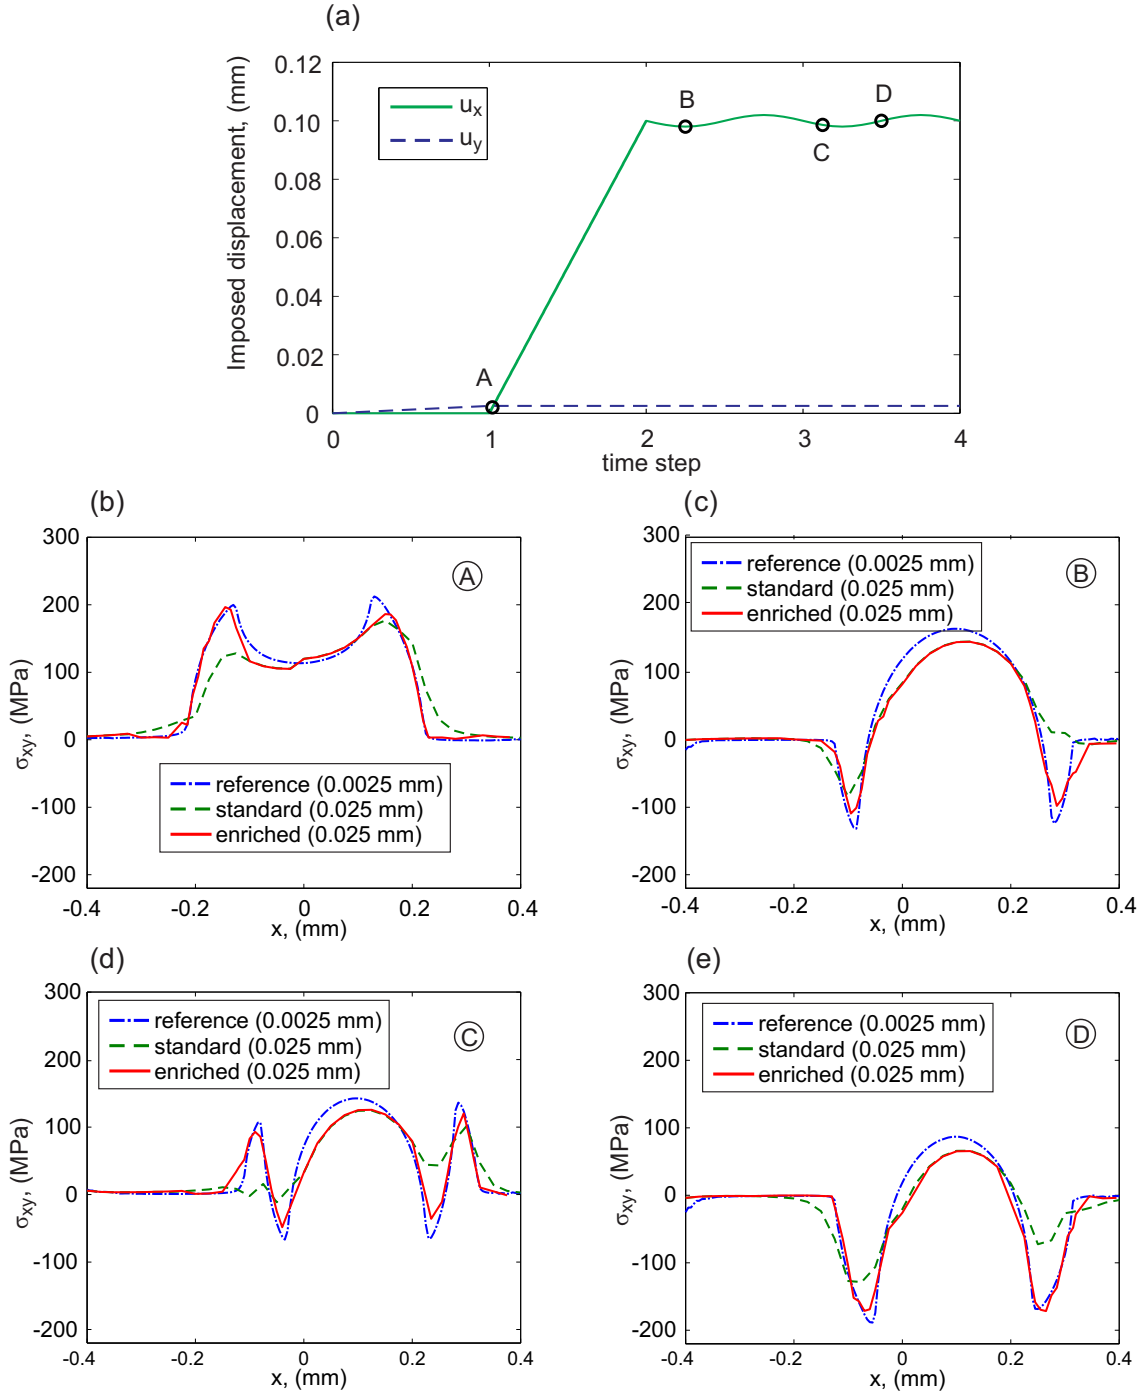 (a)
Imposed displacement, (mm)
0.12
0.10
0.08
0.06
0.04
0.02
0
u_x
u_y
A
B
C
D
0 1 2 3 4
time step
(b)
σ_xy, (MPa)
300
200
100
0
-100
-200
A
reference (0.0025 mm)
standard (0.025 mm)
enriched (0.025 mm)
-0.4 -0.2 0 0.2 0.4
x, (mm)
(c)
σ_xy, (MPa)
300
200
100
0
-100
-200
reference (0.0025 mm)
standard (0.025 mm)
enriched (0.025 mm)
B
-0.4 -0.2 0 0.2 0.4
x, (mm)
(d)
σ_xy, (MPa)
300
200
100
0
-100
-200
reference (0.0025 mm)
standard (0.025 mm)
enriched (0.025 mm)
C
-0.4 -0.2 0 0.2 0.4
x, (mm)
(e)
σ_xy, (MPa)
300
200
100
0
-100
-200
reference (0.0025 mm)
standard (0.025 mm)
enriched (0.025 mm)
D
-0.4 -0.2 0 0.2 0.4
x, (mm)